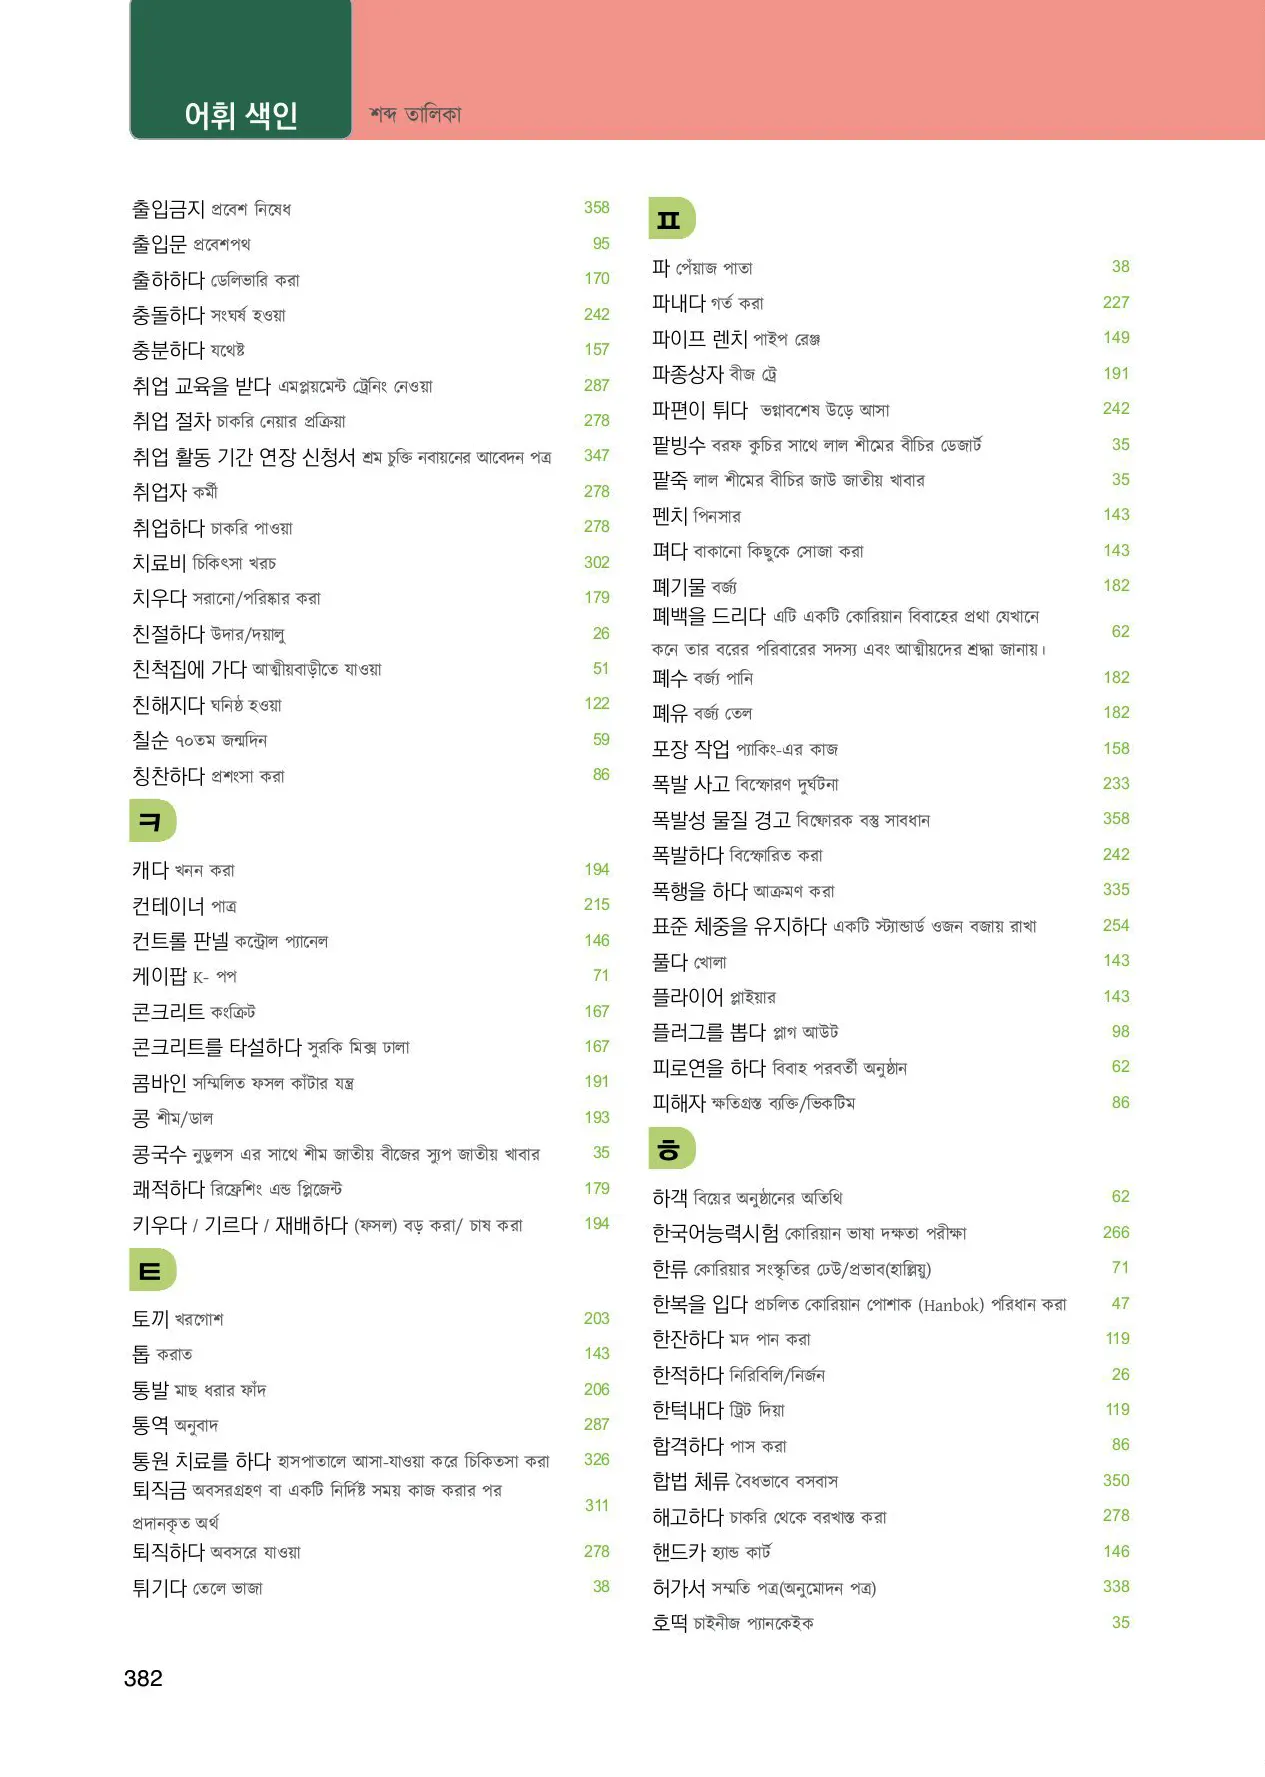 어휘 색인 শব্দ তালিকা
출입금지 প্রবেশ নিষেধ 358
출입문 প্রবেশপথ 95
출하하다 ডেলিভারি করা 170
충돌하다 সংঘর্ষ হওয়া 242
충분하다 যথেষ্ট 157
취업 교육을 받다 এমপ্লয়মেন্ট ট্রেনিং নেওয়া 287
취업 절차 চাকরি নেয়ার প্রক্রিয়া 278
취업 활동 기간 연장 신청서 শ্রম চুক্তি নবায়নের আবেদন পত্র 347
취업자 কর্মী 278
취업하다 চাকরি পাওয়া 278
치료비 চিকিৎসা খরচ 302
치우다 সরানো/পরিষ্কার করা 179
친절하다 উদার/দয়ালু 26
친척집에 가다 আত্মীয়বাড়ীতে যাওয়া 51
친해지다 ঘনিষ্ঠ হওয়া 122
칠순 ৭০তম জন্মদিন 59
칭찬하다 প্রশংসা করা 86
ㅋ
캐다 খনন করা 194
컨테이너 পাত্র 215
컨트롤 판넬 কন্ট্রোল প্যানেল 146
케이팝 K- পপ 71
콘크리트 কংক্রিট 167
콘크리트를 타설하다 সুরকি মিক্স ঢালা 167
콤바인 সম্মিলিত ফসল কাঁটার যন্ত্র 191
콩 শীম/ডাল 193
콩국수 নুডুলস এর সাথে শীম জাতীয় বীজের স্যুপ জাতীয় খাবার 35
쾌적하다 রিফ্রেশিং এন্ড প্লিজেন্ট 179
키우다 / 기르다 / 재배하다 (ফসল) বড় করা/ চাষ করা 194
ㅌ
토끼 খরগোশ 203
톱 করাত 143
통발 মাছ ধরার ফাঁদ 206
통역 অনুবাদ 287
통원 치료를 하다 হাসপাতালে আসা-যাওয়া করে চিকিতসা করা 326
퇴직금 অবসরগ্রহণ বা একটি নির্দিষ্ট সময় কাজ করার পর
প্রদানকৃত অর্থ 311
퇴직하다 অবসরে যাওয়া 278
튀기다 তেলে ভাজা 38
ㅍ
파 পেঁয়াজ পাতা 38
파내다 গর্ত করা 227
파이프 렌치 পাইপ রেঞ্জ 149
파종상자 বীজ ট্রে 191
파편이 튀다 ভগ্নাবশেষ উড়ে আসা 242
팥빙수 বরফ কুচির সাথে লাল শীমের বীচির ডেজার্ট 35
팥죽 লাল শীমের বীচির জাউ জাতীয় খাবার 35
펜치 পিনসার 143
펴다 বাকানো কিছুকে সোজা করা 143
폐기물 বর্জ্য 182
폐백을 드리다 এটি একটি কোরিয়ান বিবাহের প্রথা যেখানে
কনে তার বরের পরিবারের সদস্য এবং আত্মীয়দের শ্রদ্ধা জানায়। 62
폐수 বর্জ্য পানি 182
폐유 বর্জ্য তেল 182
포장 작업 প্যাকিং-এর কাজ 158
폭발 사고 বিস্ফোরণ দুর্ঘটনা 233
폭발성 물질 경고 বিষ্ফোরক বস্তু সাবধান 358
폭발하다 বিস্ফোরিত করা 242
폭행을 하다 আক্রমণ করা 335
표준 체중을 유지하다 একটি স্ট্যান্ডার্ড ওজন বজায় রাখা 254
풀다 খোলা 143
플라이어 প্লাইয়ার 143
플러그를 뽑다 প্লাগ আউট 98
피로연을 하다 বিবাহ পরবর্তী অনুষ্ঠান 62
피해자 ক্ষতিগ্রস্ত ব্যক্তি/ভিকটিম 86
ㅎ
하객 বিয়ের অনুষ্ঠানের অতিথি 62
한국어능력시험 কোরিয়ান ভাষা দক্ষতা পরীক্ষা 266
한류 কোরিয়ার সংস্কৃতির ঢেউ/প্রভাব(হাল্লিয়ু) 71
한복을 입다 প্রচলিত কোরিয়ান পোশাক (Hanbok) পরিধান করা 47
한잔하다 মদ পান করা 119
한적하다 নিরিবিলি/নির্জন 26
한턱내다 ট্রিট দিয়া 119
합격하다 পাস করা 86
합법 체류 বৈধভাবে বসবাস 350
해고하다 চাকরি থেকে বরখাস্ত করা 278
핸드카 হ্যান্ড কার্ট 146
허가서 সম্মতি পত্র(অনুমোদন পত্র) 338
호떡 চাইনীজ প্যানকেইক 35
382